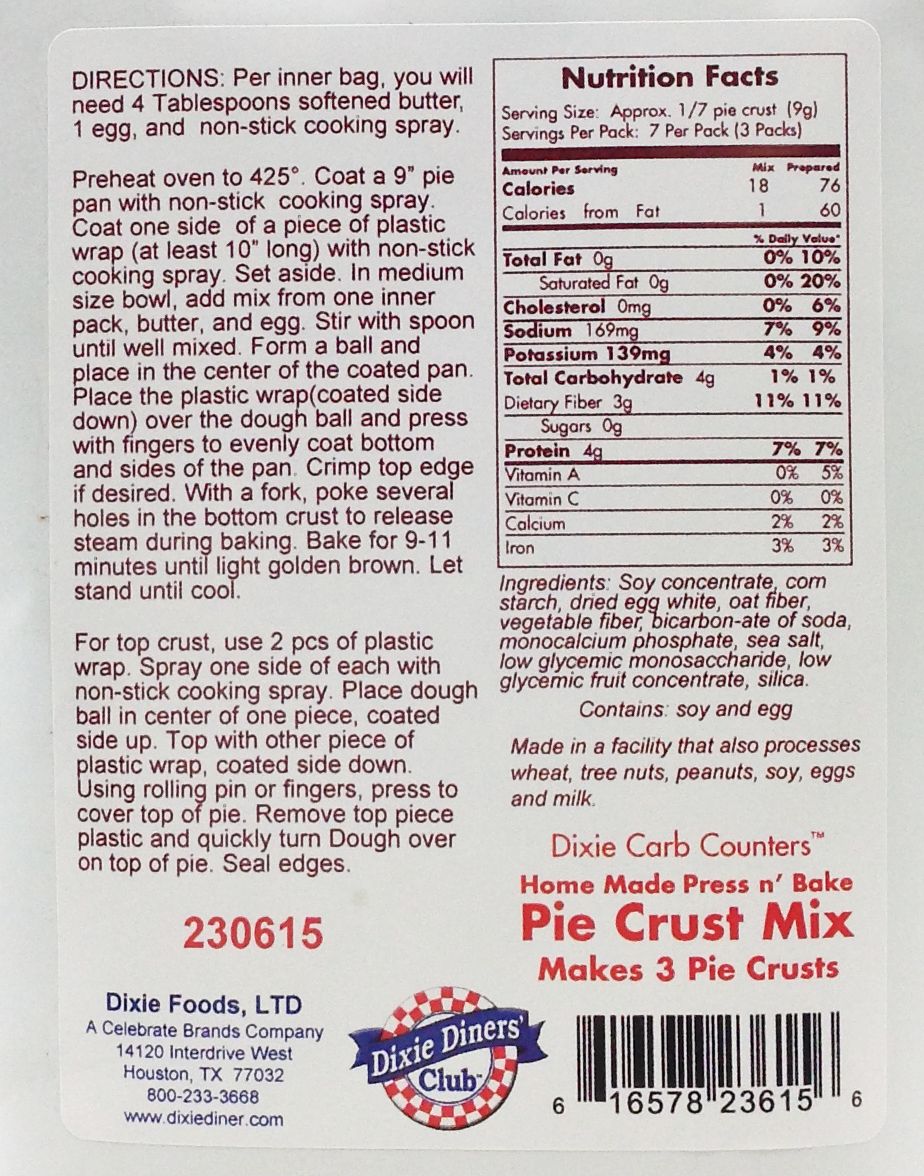 DIRECTIONS: Per inner bag, you will
need 4 Tablespoons softened butter,
1 egg, and non-stick cooking spray.
Preheat oven to 425°. Coat a 9" pie
pan with non-stick cooking spray.
Coat one side of a piece of plastic
wrap (at least 10" long) with non-stick
cooking spray. Set aside. In medium
size bowl, add mix from one inner
pack, butter, and egg. Stir with spoon
until well mixed. Form a ball and
place in the center of the coated pan.
Place the plastic wrap(coated side
down) over the dough ball and press
with fingers to evenly coat bottom
and sides of the pan. Crimp top edge
if desired. With a fork, poke several
holes in the bottom crust to release
steam during baking. Bake for 9-11
minutes until light golden brown. Let
stand until cool.
For top crust, use 2 pcs of plastic
wrap. Spray one side of each with
non-stick cooking spray. Place dough
ball in center of one piece, coated
side up. Top with other piece of
plastic wrap, coated side down.
Using rolling pin or fingers, press to
cover top of pie. Remove top piece
plastic and quickly turn Dough over
on top of pie. Seal edges.
230615
Dixie Foods, LTD
A Celebrate Brands Company
14120 Interdrive West
Houston, TX 77032
800-233-3668
www.dixiediner.com
Dixie Diners'
Club™
Nutrition Facts
Serving Size: Approx. 1/7 pie crust (9g)
Servings Per Pack: 7 Per Pack (3 Packs)
Amount Per Serving Mix Prepared
Calories 18 76
Calories from Fat 1 60
% Daily Value*
Total Fat 0g 0% 10%
Saturated Fat 0g 0% 20%
Cholesterol 0mg 0% 6%
Sodium 169mg 7% 9%
Potassium 139mg 4% 4%
Total Carbohydrate 4g 1% 1%
Dietary Fiber 3g 11% 11%
Sugars 0g
Protein 4g 7% 7%
Vitamin A 0% 5%
Vitamin C 0% 0%
Calcium 2% 2%
Iron 3% 3%
Ingredients: Soy concentrate, corn
starch, dried egg white, oat fiber,
vegetable fiber, bicarbon-ate of soda,
monocalcium phosphate, sea salt,
low glycemic monosaccharide, low
glycemic fruit concentrate, silica.
Contains: soy and egg
Made in a facility that also processes
wheat, tree nuts, peanuts, soy, eggs
and milk.
Dixie Carb Counters™
Home Made Press n' Bake
Pie Crust Mix
Makes 3 Pie Crusts
6 16578 23615 6